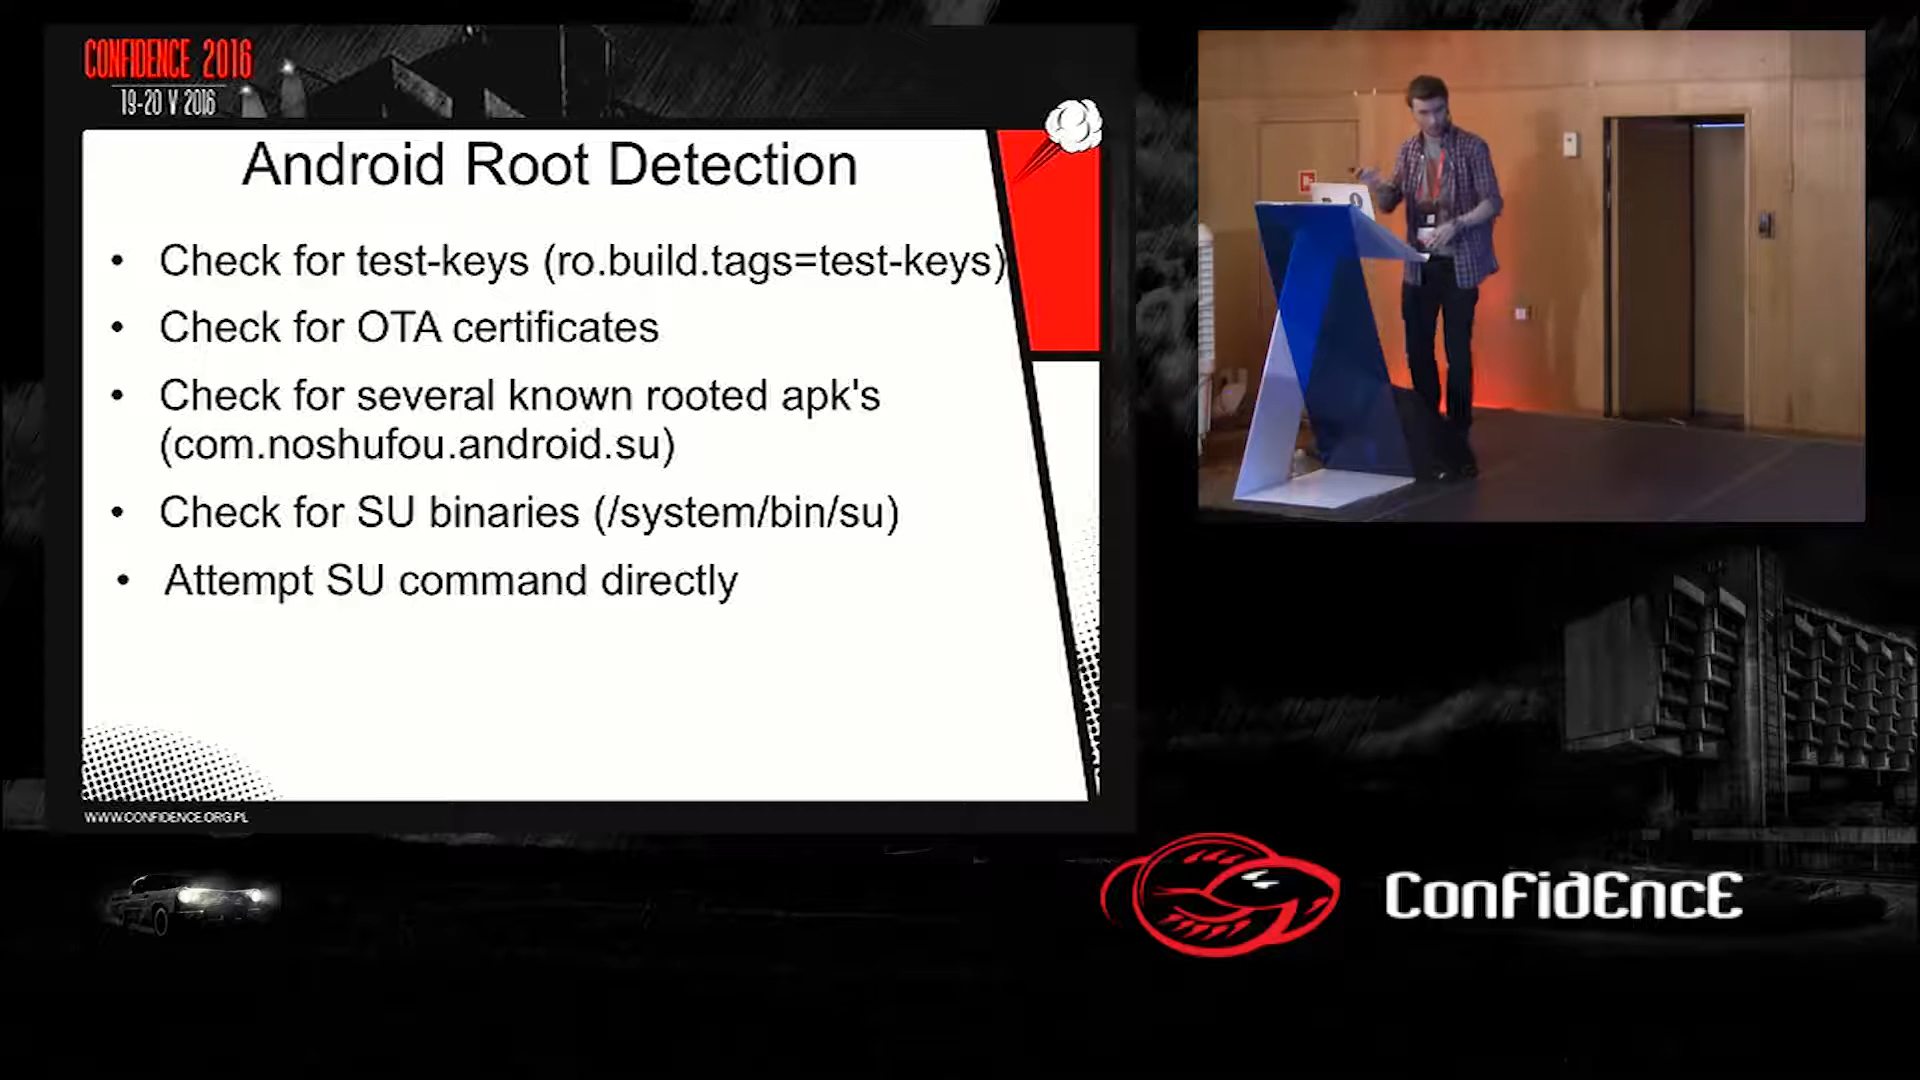 CONFIDENCE 2016
19-20 V 2016
Android Root Detection
• Check for test-keys (ro.build.tags=test-keys)
• Check for OTA certificates
• Check for several known rooted apk's
(com.noshufou.android.su)
• Check for SU binaries (/system/bin/su)
• Attempt SU command directly
WWW.CONFIDENCE.ORG.PL
ConFidEncE